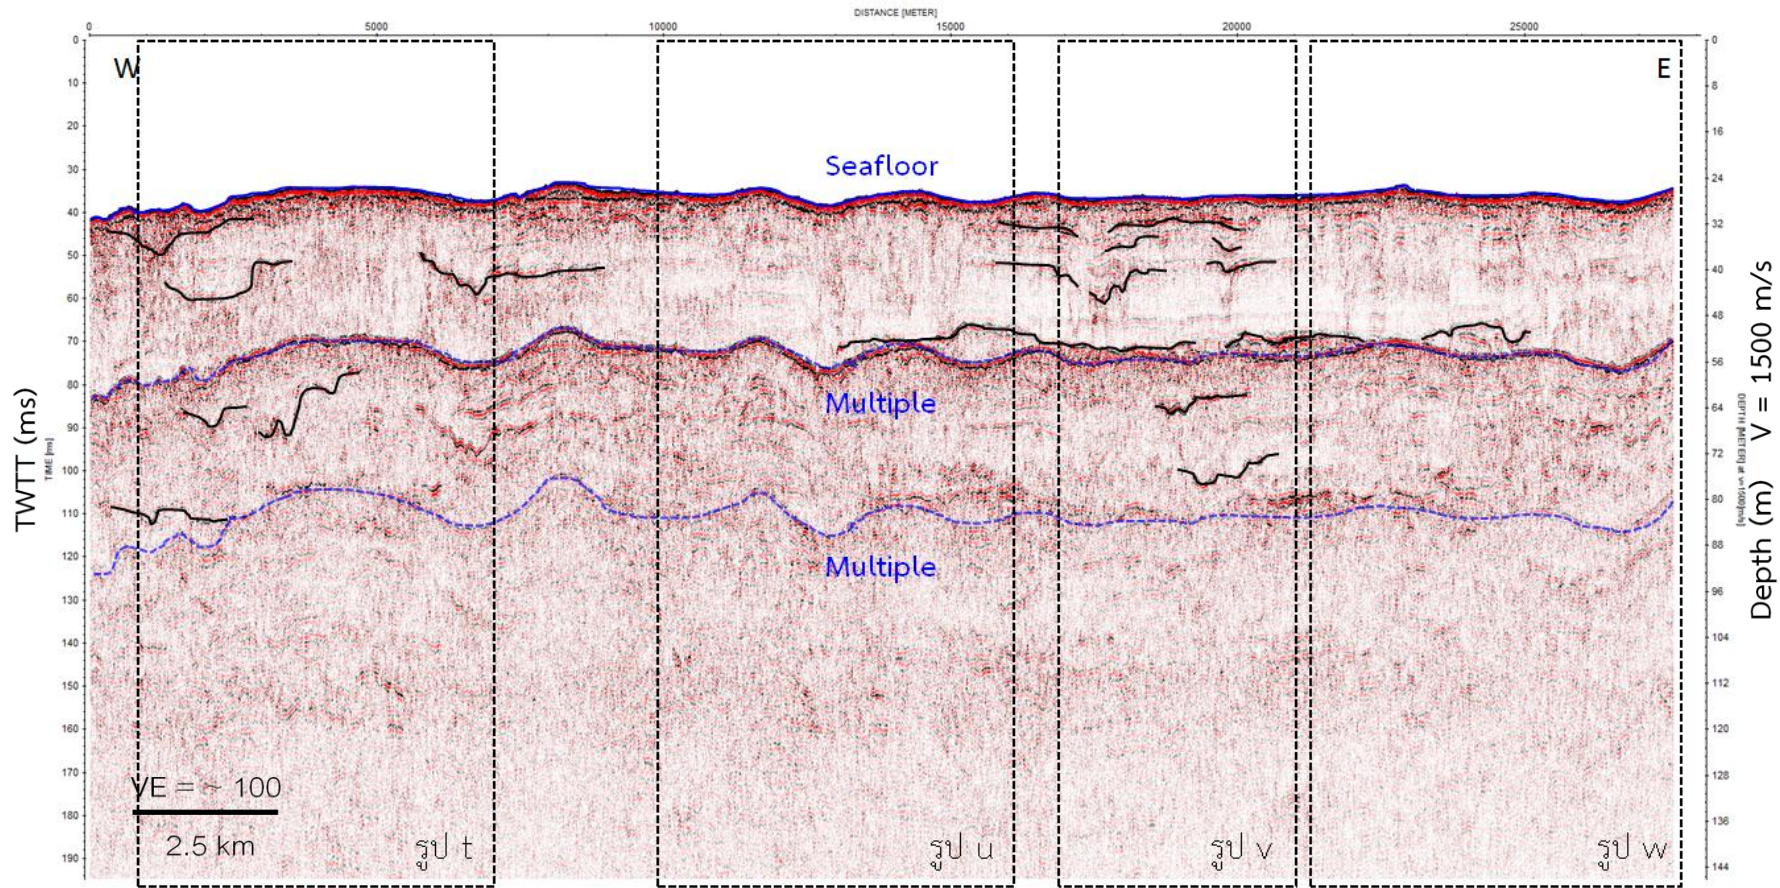 DISTANCE [METER]
0 5000 10000 15000 20000 25000
W
E
0
10
20
30
40
50
60
70
80
90
100
110
120
130
140
150
160
170
180
190
TWTT (ms)
TIME [ms]
Seafloor
Multiple
Multiple
VE = ~ 100
2.5 km
รูป t
รูป u
รูป v
รูป w
0
8
16
24
32
40
48
56
64
72
80
88
96
104
112
120
128
136
144
DEPTH [METER] at v=1500[m/s]
Depth (m) V = 1500 m/s